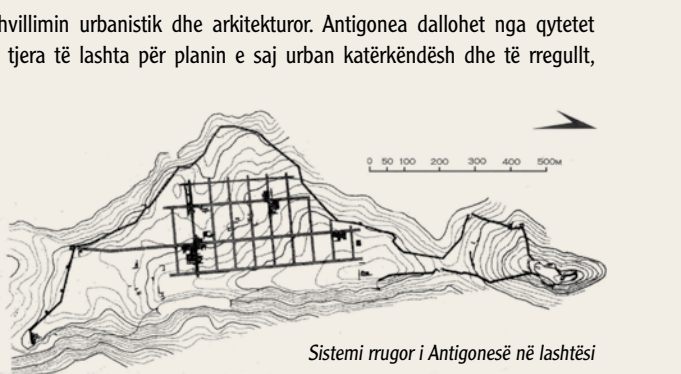 hvillimin urbanistik dhe arkitekturor. Antigonea dallohet nga qytetet
tjera të lashta për planin e saj urban katërkëndësh dhe të rregullt,
0 50 100 200 300 400 500M
Sistemi rrugor i Antigonesë në lashtësi